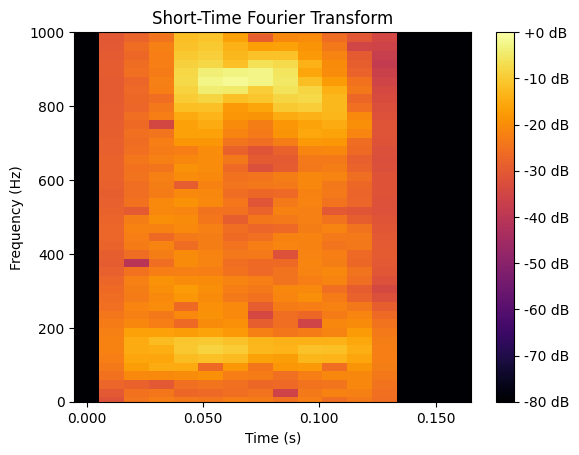 Short-Time Fourier Transform
1000
800
600
400
200
0
Frequency (Hz)
0.000
0.050
0.100
0.150
Time (s)
+0 dB
-10 dB
-20 dB
-30 dB
-40 dB
-50 dB
-60 dB
-70 dB
-80 dB